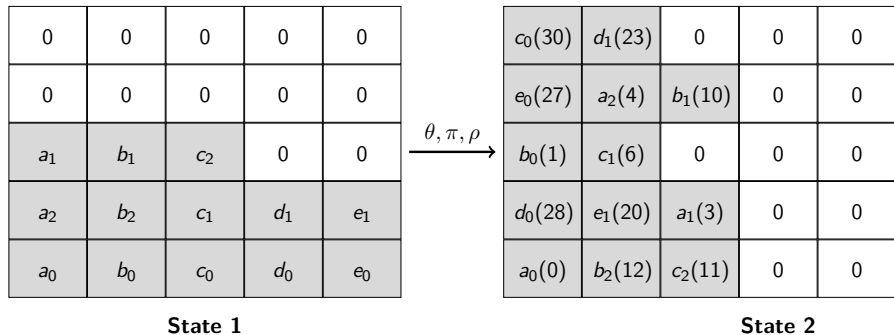 0 0 0 0 0
0 0 0 0 0
a₁ b₁ c₂ 0 0
a₂ b₂ c₁ d₁ e₁
a₀ b₀ c₀ d₀ e₀
State 1
θ, π, ρ
c₀(30) d₁(23) 0 0 0
e₀(27) a₂(4) b₁(10) 0 0
b₀(1) c₁(6) 0 0 0
d₀(28) e₁(20) a₁(3) 0 0
a₀(0) b₂(12) c₂(11) 0 0
State 2